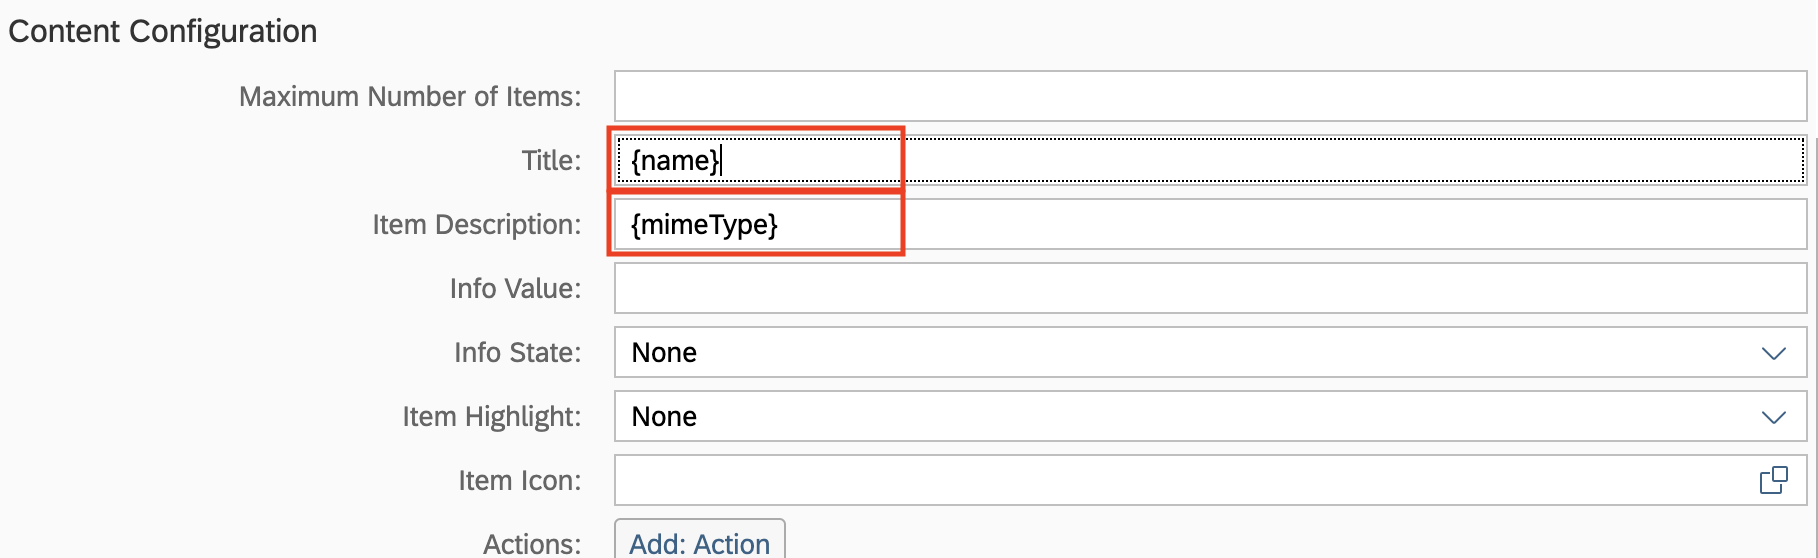 Content Configuration
Maximum Number of Items:
Title: {name}
Item Description: {mimeType}
Info Value:
Info State: None
Item Highlight: None
Item Icon:
Actions: Add: Action